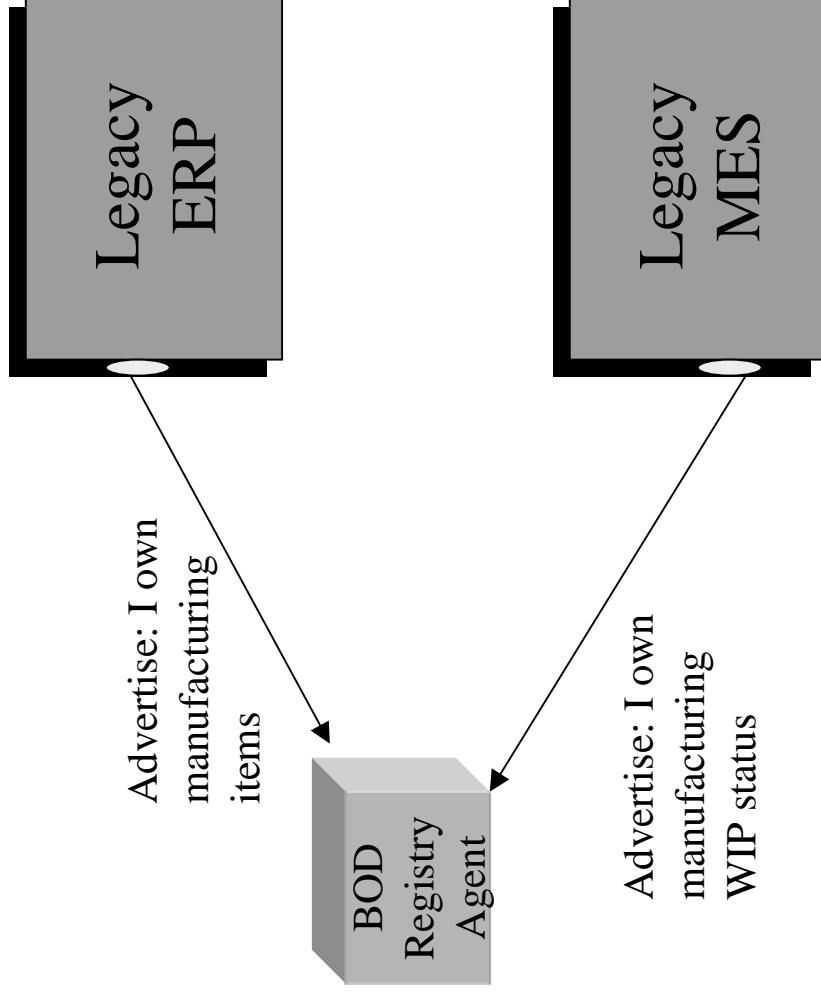 Legacy
ERP
Legacy
MES
Advertise: I own
manufacturing
items
Advertise: I own
manufacturing
WIP status
BOD
Registry
Agent